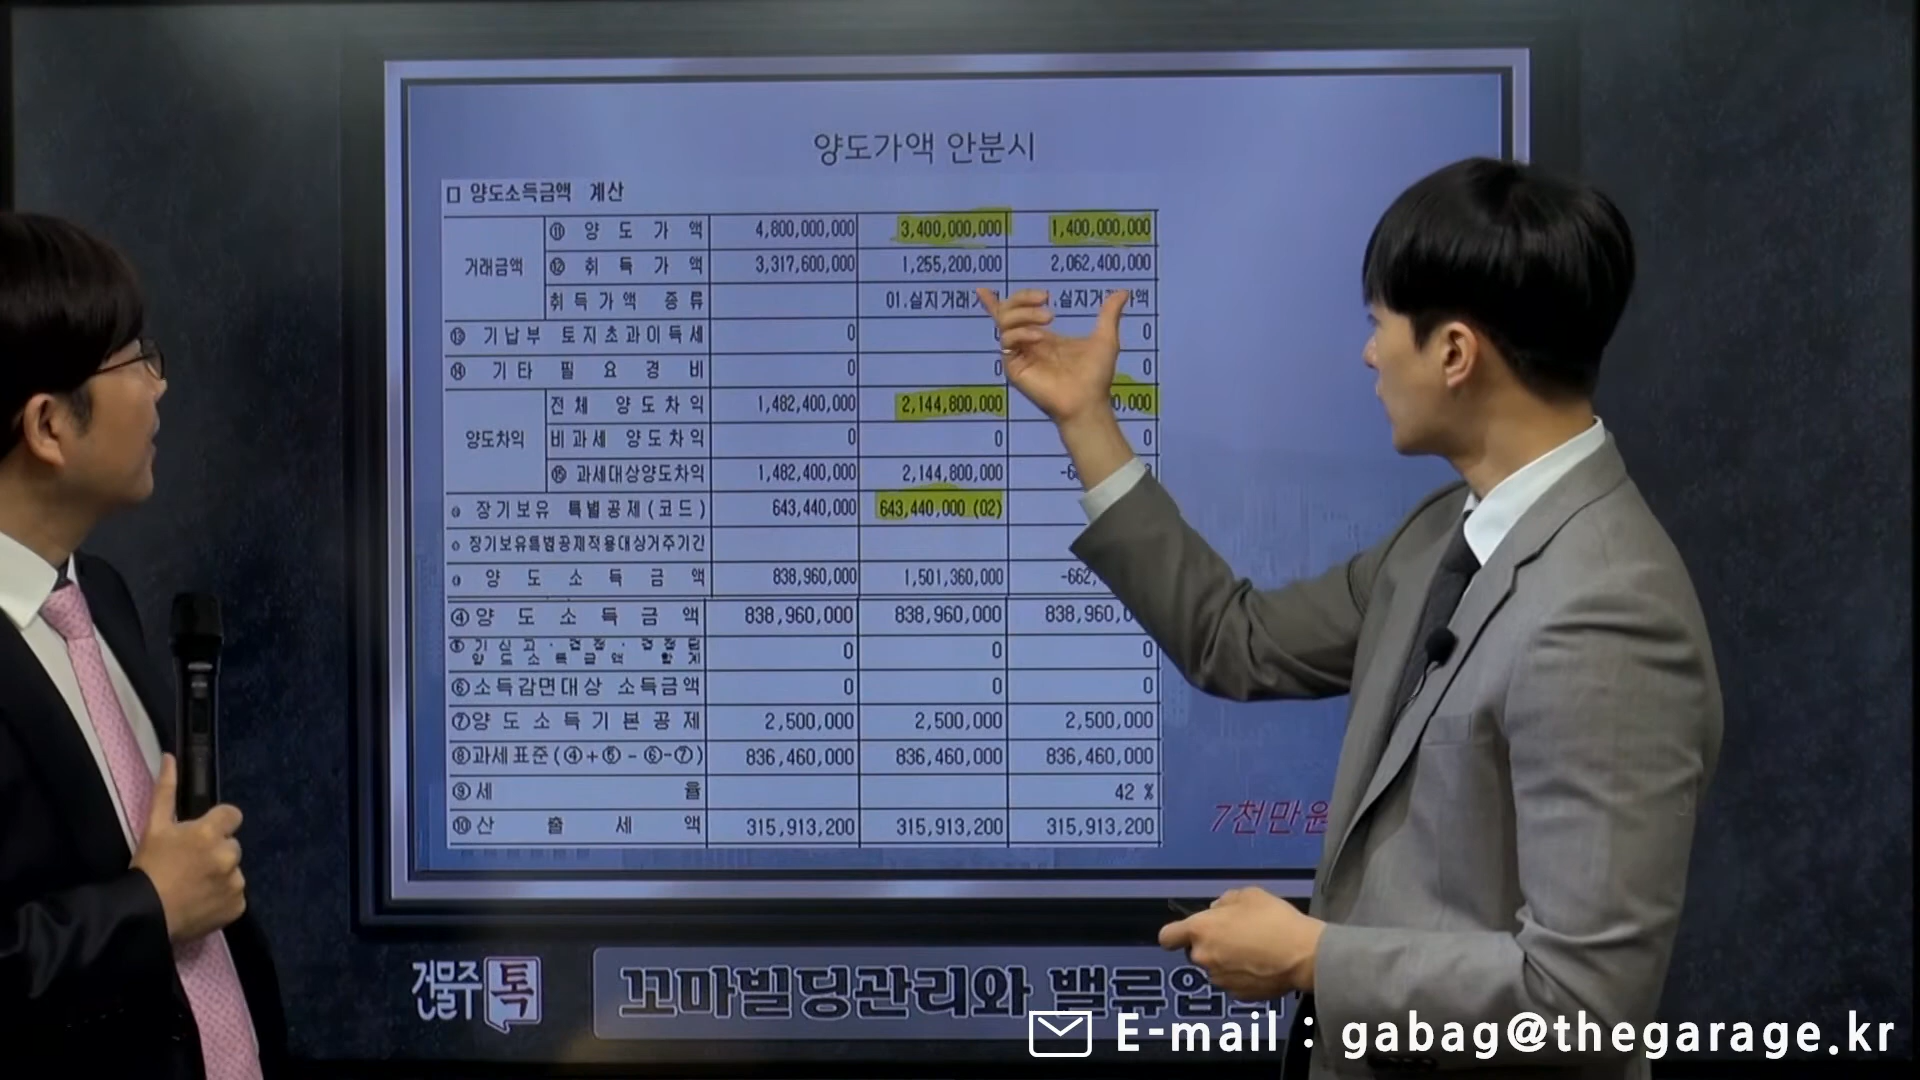 양도가액 안분시
□ 양도소득금액 계산
거래금액 ⑪ 양 도 가 액 4,800,000,000 3,400,000,000 1,400,000,000
⑫ 취 득 가 액 3,317,600,000 1,255,200,000 2,062,400,000
취 득 가 액 종 류 01.실지거래
⑬ 기 납 부 토 지 초 과 이 득 세 0 0
⑭ 기 타 필 요 경 비 0 0 0
양도차익 전 체 양 도 차 익 1,482,400,000 2,144,800,000 0,000
비 과 세 양 도 차 익 0 0 0
⑮ 과세대상양도차익 1,482,400,000 2,144,800,000
장 기 보 유 특 별 공 제 ( 코 드 ) 643,440,000 643,440,000 (02)
장기보유특별공제적용대상거주기간
양 도 소 득 금 액 838,960,000 1,501,360,000 -662,
④ 양 도 소 득 금 액 838,960,000 838,960,000 838,960,0
⑤ 0 0 0
⑥ 소득감면대상 소득금액 0 0 0
⑦ 양 도 소 득 기 본 공 제 2,500,000 2,500,000 2,500,000
⑧ 과세표준(④+⑤-⑥-⑦) 836,460,000 836,460,000 836,460,000
⑨ 세 율 42 %
⑩ 산 출 세 액 315,913,200 315,913,200 315,913,200
7천만원
건물주 톡
꼬마빌딩관리와 밸류업
E-mail : gabag@thegarage.kr